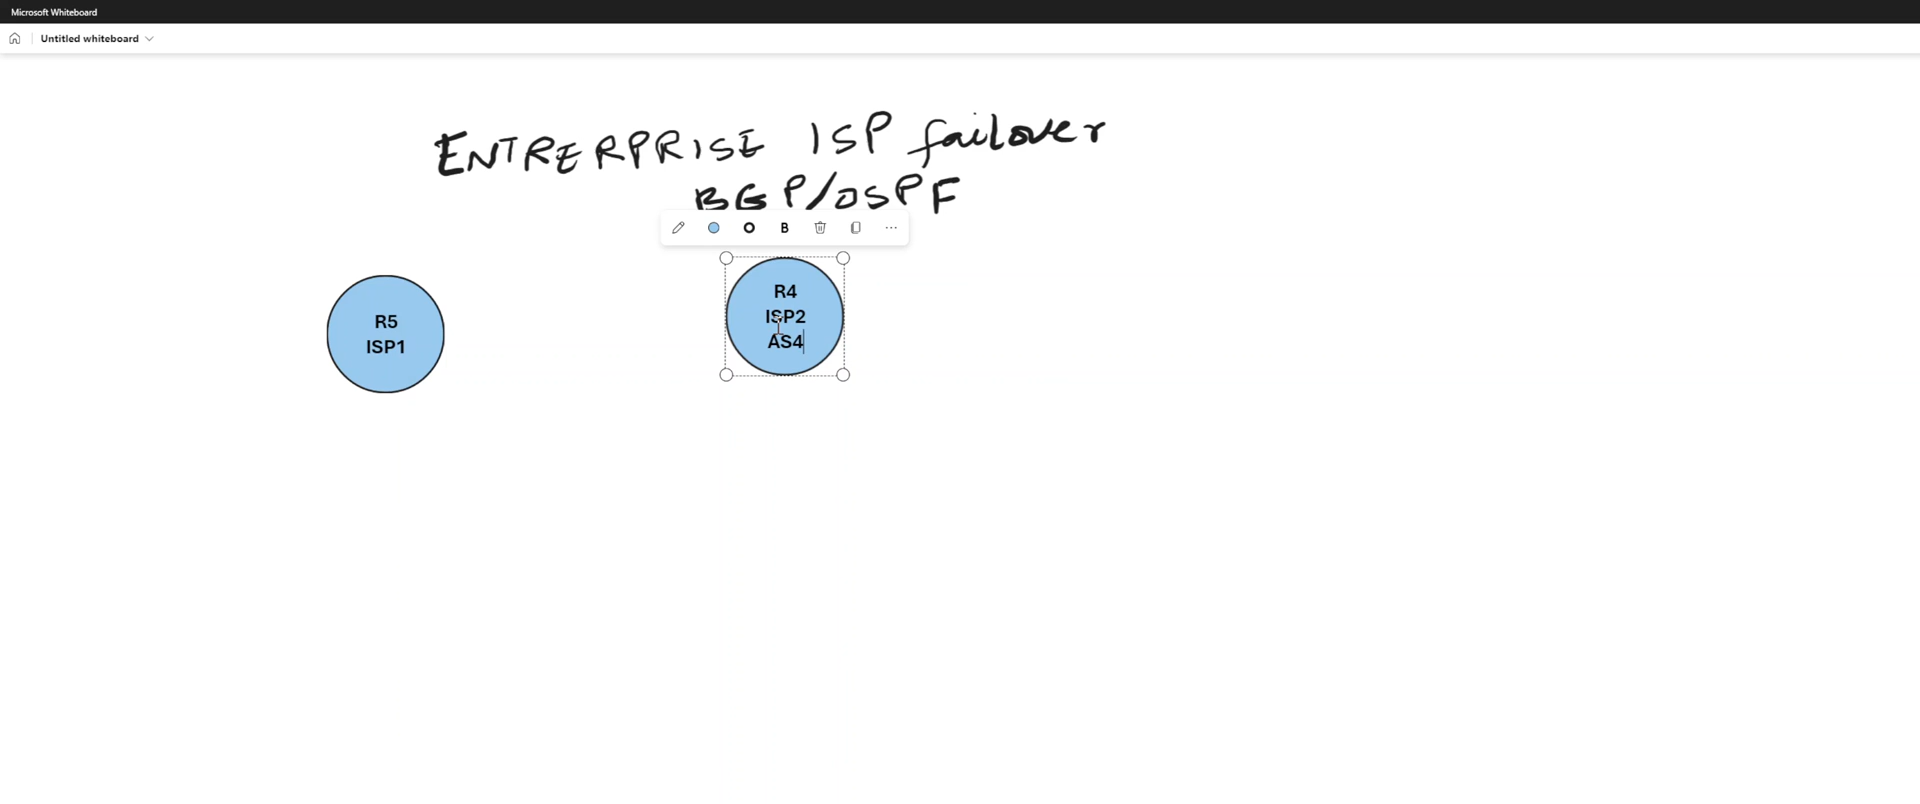 Microsoft Whiteboard
Untitled whiteboard
ENTRERPRISE ISP failover
BGP/OSPF
B
R5
ISP1
R4
ISP2
AS4